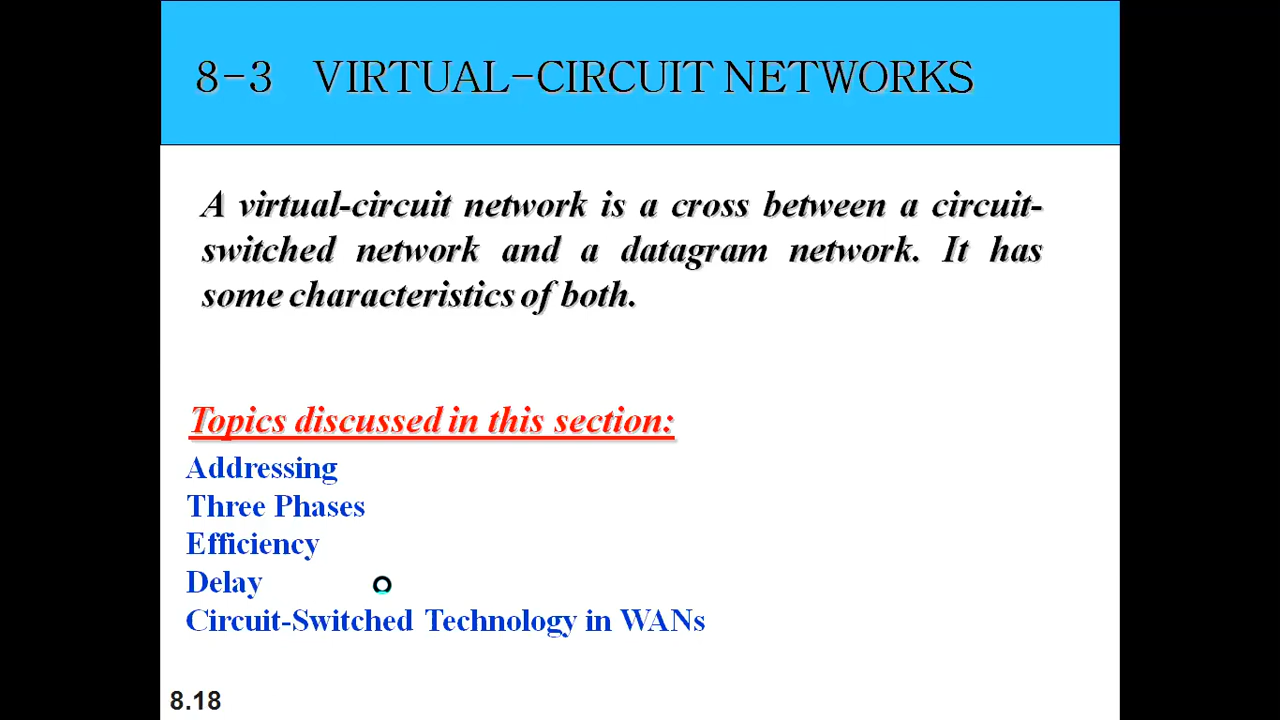 8-3 VIRTUAL-CIRCUIT NETWORKS
A virtual-circuit network is a cross between a circuit-
switched network and a datagram network. It has
some characteristics of both.
Topics discussed in this section:
Addressing
Three Phases
Efficiency
Delay
Circuit-Switched Technology in WANs
8.18